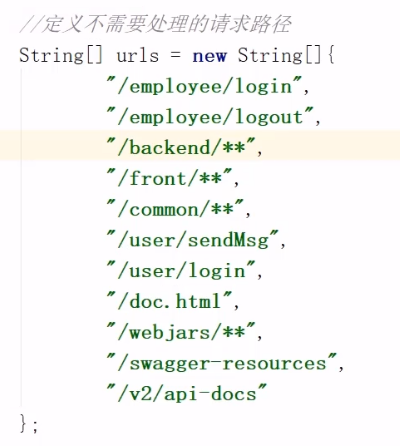 //定义不需要处理的请求路径
String[] urls = new String[]{
"/employee/login",
"/employee/logout",
"/backend/**",
"/front/**",
"/common/**",
"/user/sendMsg",
"/user/login",
"/doc.html",
"/webjars/**",
"/swagger-resources",
"/v2/api-docs"
};